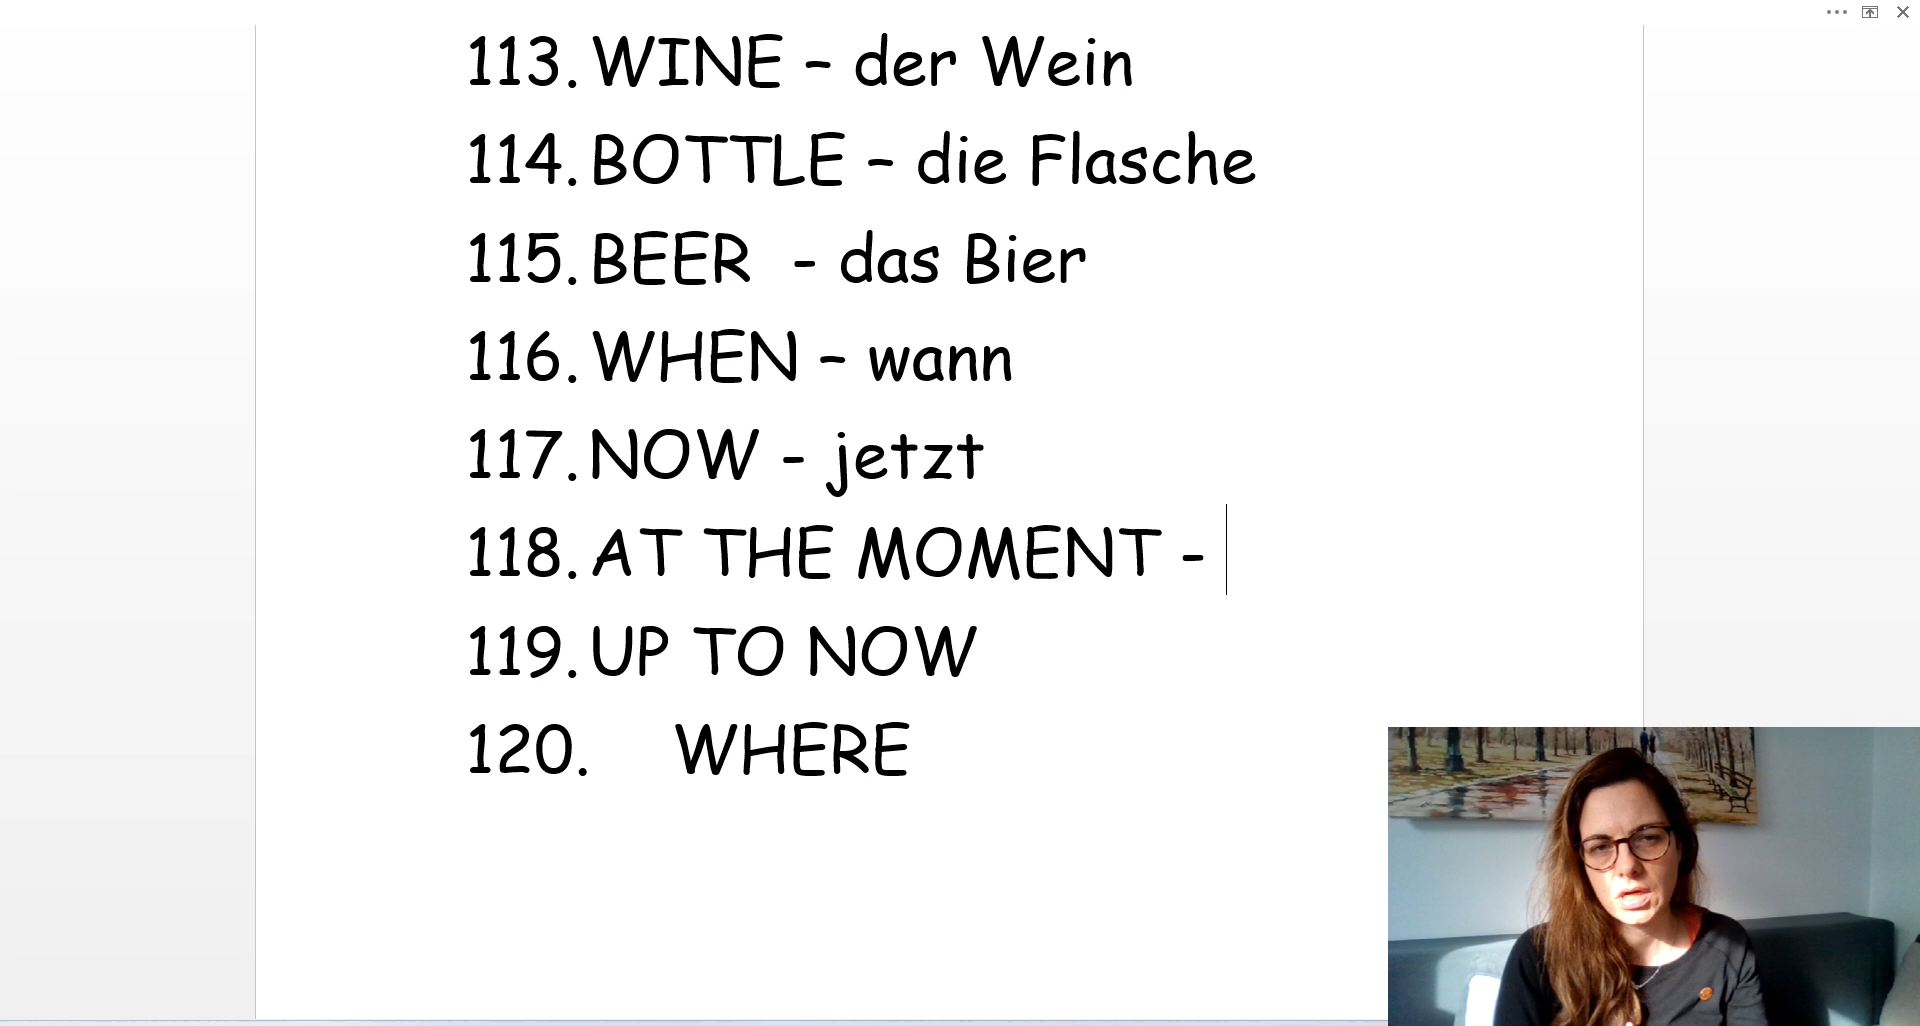 113. WINE – der Wein
114. BOTTLE – die Flasche
115. BEER - das Bier
116. WHEN – wann
117. NOW - jetzt
118. AT THE MOMENT -
119. UP TO NOW
120. WHERE